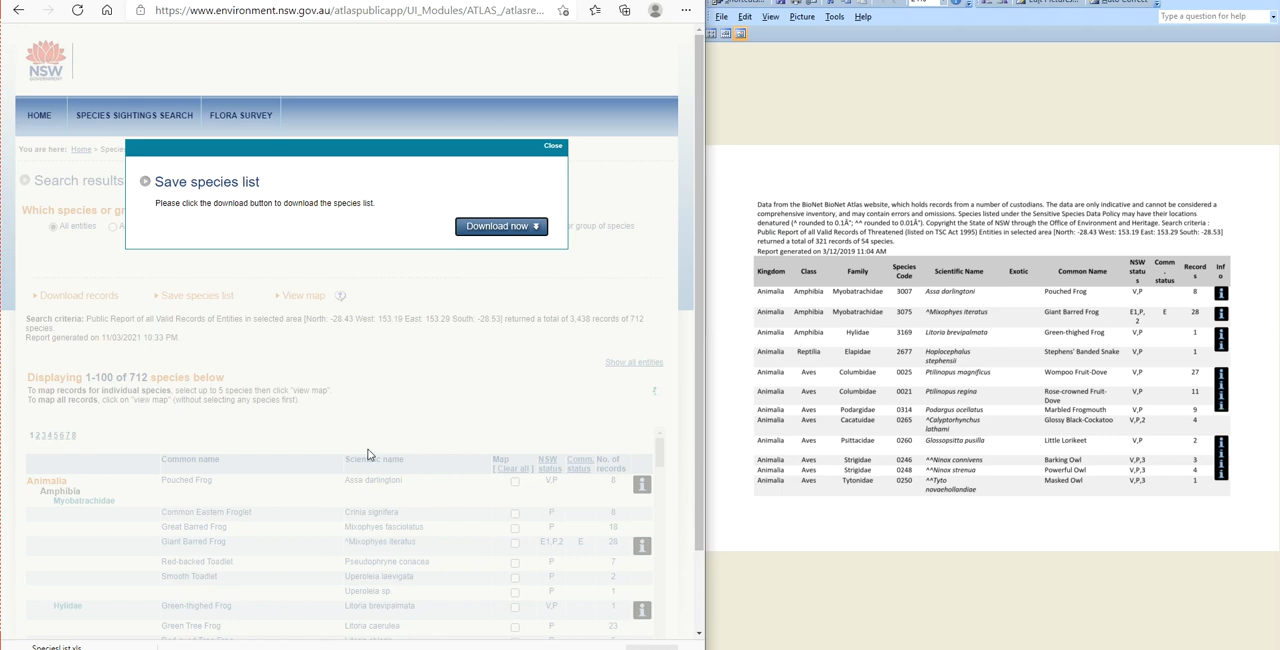 https://www.environment.nsw.gov.au/atlaspublicapp/UI_Modules/ATLAS_/atlasre...
NSW
GOVERNMENT
HOME SPECIES SIGHTINGS SEARCH FLORA SURVEY
You are here: Home > Species
Close
Search results
Save species list
Please click the download button to download the species list.
Which species or gr
All entities
Download now
or group of species
Download records Save species list View map
Search criteria: Public Report of all Valid Records of Entities in selected area [North: -28.43 West: 153.19 East: 153.29 South: -28.53] returned a total of 3,438 records of 712
species.
Report generated on 11/03/2021 10:33 PM.
Show all entities
Displaying 1-100 of 712 species below
To map records for individual species, select up to 5 species then click "view map".
To map all records, click on "view map" (without selecting any species first).
12345678
Common name Scientific name Map [ Clear all ] NSW status Comm. status No. of records
Animalia
Amphibia
Myobatrachidae
Pouched Frog Assa darlingtoni V,P 8
Common Eastern Froglet Crinia signifera P 6
Great Barred Frog Mixophyes fasciolatus P 18
Giant Barred Frog ^Mixophyes iteratus E1,P,2 E 28
Red-backed Toadlet Pseudophryne coriacea P 7
Smooth Toadlet Uperoleia laevigata P 2
Uperoleia sp. P 1
Hylidae Green-thighed Frog Litoria brevipalmata V,P 1
Green Tree Frog Litoria caerulea P 23
SpeciesList.xls
File Edit View Picture Tools Help
Type a question for help
Data from the BioNet BioNet Atlas website, which holds records from a number of custodians. The data are only indicative and cannot be considered a
comprehensive inventory, and may contain errors and omissions. Species listed under the Sensitive Species Data Policy may have their locations
denatured (^ rounded to 0.1Â°; ^^ rounded to 0.01Â°). Copyright the State of NSW through the Office of Environment and Heritage. Search criteria :
Public Report of all Valid Records of Threatened (listed on TSC Act 1995) Entities in selected area [North: -28.43 West: 153.19 East: 153.29 South: -28.53]
returned a total of 321 records of 54 species.
Report generated on 3/12/2019 11:04 AM
Kingdom Class Family Species Code Scientific Name Exotic Common Name NSW statu s Comm . status Record s Inf o
Animalia Amphibia Myobatrachidae 3007 Assa darlingtoni Pouched Frog V,P 8
Animalia Amphibia Myobatrachidae 3075 ^Mixophyes iteratus Giant Barred Frog E1,P, 2 E 28
Animalia Amphibia Hylidae 3169 Litoria brevipalmata Green-thighed Frog V,P 1
Animalia Reptilia Elapidae 2677 Hoplocephalus stephensii Stephens' Banded Snake V,P 1
Animalia Aves Columbidae 0025 Ptilinopus magnificus Wompoo Fruit-Dove V,P 27
Animalia Aves Columbidae 0021 Ptilinopus regina Rose-crowned Fruit-Dove V,P 11
Animalia Aves Podargidae 0314 Podargus ocellatus Marbled Frogmouth V,P 9
Animalia Aves Cacatuidae 0265 ^Calyptorhynchus lathami Glossy Black-Cockatoo V,P,2 4
Animalia Aves Psittacidae 0260 Glossopsitta pusilla Little Lorikeet V,P 2
Animalia Aves Strigidae 0246 ^^Ninox connivens Barking Owl V,P,3 3
Animalia Aves Strigidae 0248 ^^Ninox strenua Powerful Owl V,P,3 4
Animalia Aves Tytonidae 0250 ^^Tyto novaehollandiae Masked Owl V,P,3 1